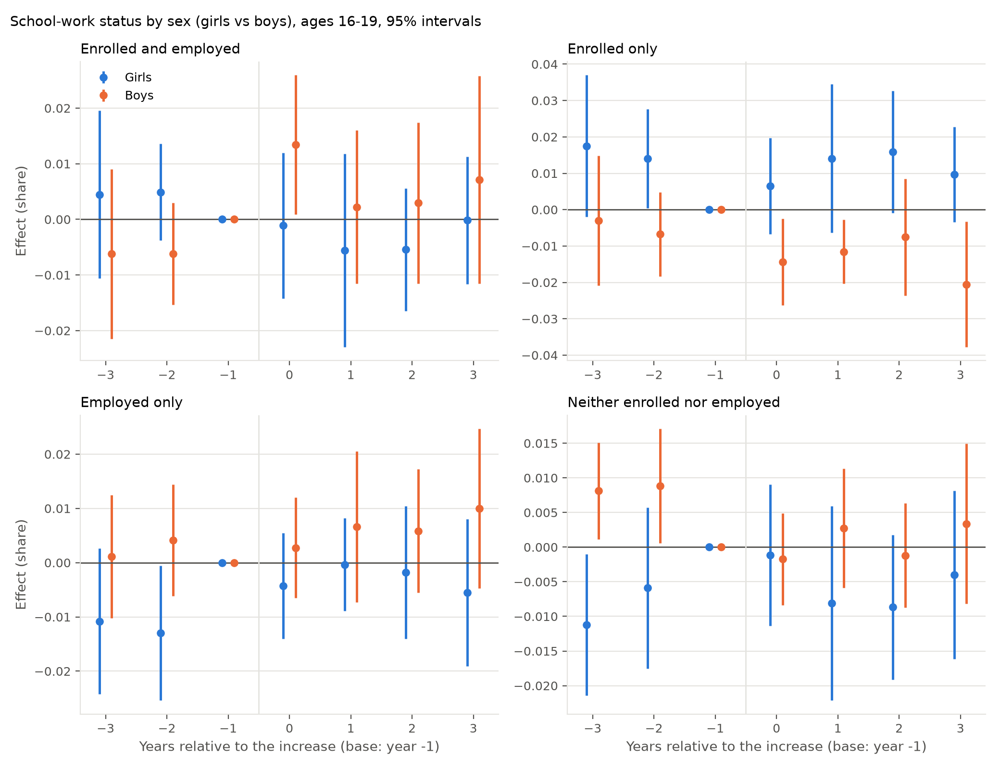 School-work status by sex (girls vs boys), ages 16-19, 95% intervals
Enrolled and employed
Girls
Boys
Effect (share)
0.02
0.01
0.00
−0.01
−0.02
−3 −2 −1 0 1 2 3
Enrolled only
0.04
0.03
0.02
0.01
0.00
−0.01
−0.02
−0.03
−0.04
−3 −2 −1 0 1 2 3
Employed only
Effect (share)
0.02
0.01
0.00
−0.01
−0.02
−3 −2 −1 0 1 2 3
Years relative to the increase (base: year -1)
Neither enrolled nor employed
0.015
0.010
0.005
0.000
−0.005
−0.010
−0.015
−0.020
−3 −2 −1 0 1 2 3
Years relative to the increase (base: year -1)